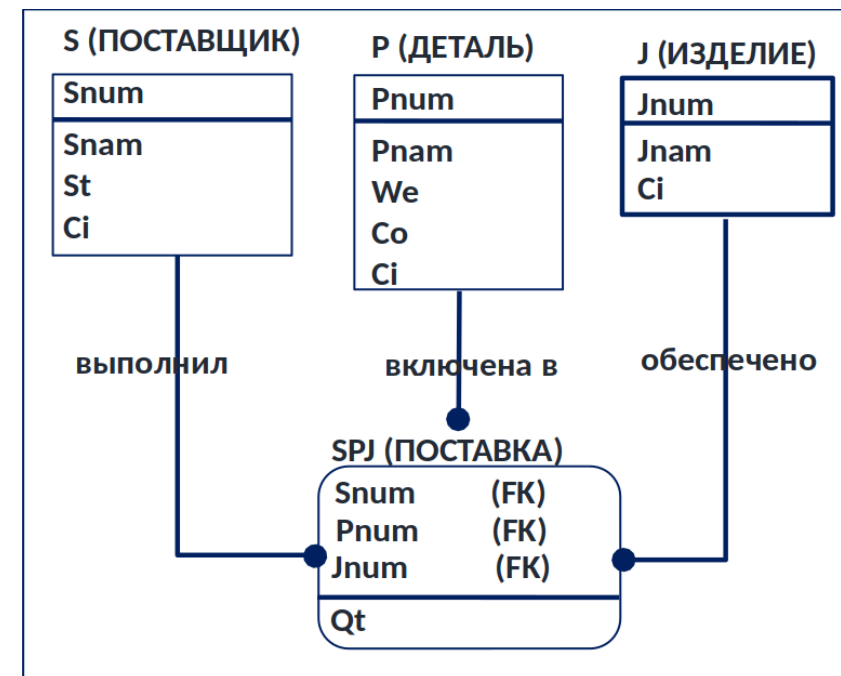 S (ПОСТАВЩИК)
Snum
Snam
St
Ci
P (ДЕТАЛЬ)
Pnum
Pnam
We
Co
Ci
J (ИЗДЕЛИЕ)
Jnum
Jnam
Ci
выполнил
включена в
обеспечено
SPJ (ПОСТАВКА)
Snum (FK)
Pnum (FK)
Jnum (FK)
Qt